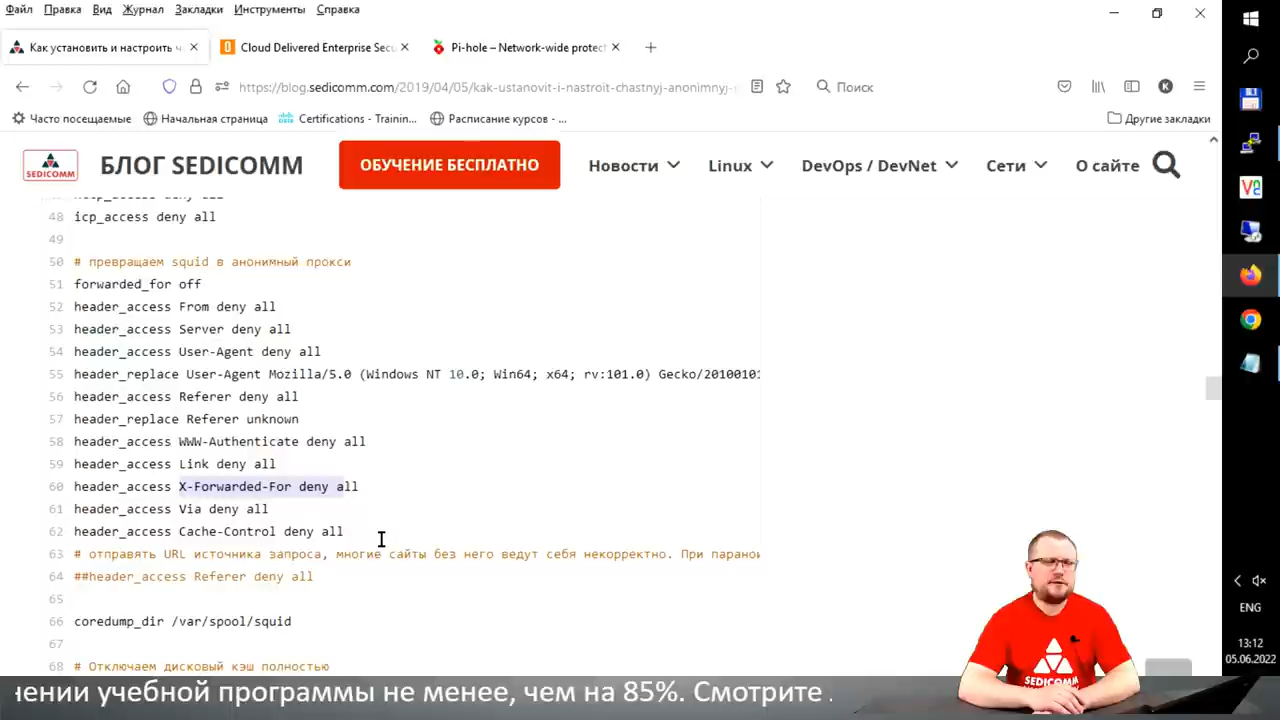 Файл Правка Вид Журнал Закладки Инструменты Справка
Как установить и настроить ч
Cloud Delivered Enterprise Secu
Pi-hole – Network-wide protect
https://blog.sedicomm.com/2019/04/05/kak-ustanovit-i-nastroit-chastnyj-anonimnyj-
Поиск
Часто посещаемые
Начальная страница
Certifications - Trainin...
Расписание курсов - ...
Другие закладки
SEDICOMM
БЛОГ SEDICOMM
ОБУЧЕНИЕ БЕСПЛАТНО
Новости
Linux
DevOps / DevNet
Сети
О сайте
48 icp_access deny all
49
50 # превращаем squid в анонимный прокси
51 forwarded_for off
52 header_access From deny all
53 header_access Server deny all
54 header_access User-Agent deny all
55 header_replace User-Agent Mozilla/5.0 (Windows NT 10.0; Win64; x64; rv:101.0) Gecko/20100101
56 header_access Referer deny all
57 header_replace Referer unknown
58 header_access WWW-Authenticate deny all
59 header_access Link deny all
60 header_access X-Forwarded-For deny all
61 header_access Via deny all
62 header_access Cache-Control deny all
63 # отправять URL источника запроса, многие сайты без него ведут себя некорректно. При парано
64 ##header_access Referer deny all
65
66 coredump_dir /var/spool/squid
67
68 # Отключаем дисковый кэш полностью
ENG
13:12
05.06.2022
SEDICOMM
нении учебной программы не менее, чем на 85%. Смотрите